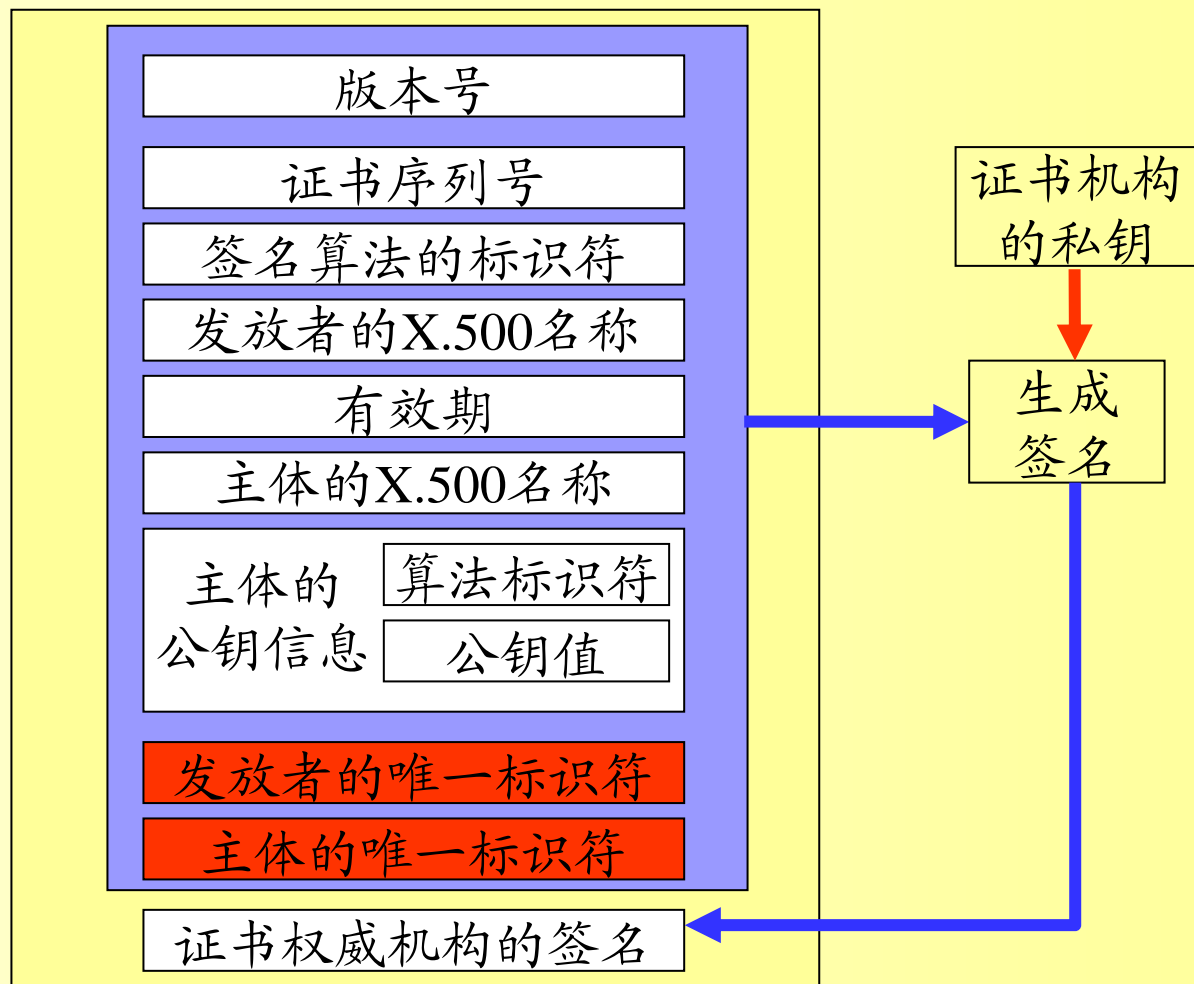 版本号
证书序列号
签名算法的标识符
发放者的X.500名称
有效期
主体的X.500名称
主体的
公钥信息
算法标识符
公钥值
发放者的唯一标识符
主体的唯一标识符
证书权威机构的签名
证书机构
的私钥
生成
签名